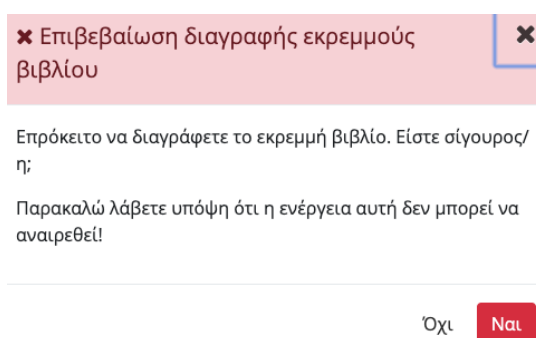 ✖ Επιβεβαίωση διαγραφής εκρεμμούς
βιβλίου
✖
Επρόκειτο να διαγράφετε το εκρεμμή βιβλίο. Είστε σίγουρος/
η;
Παρακαλώ λάβετε υπόψη ότι η ενέργεια αυτή δεν μπορεί να
αναιρεθεί!
Όχι Ναι